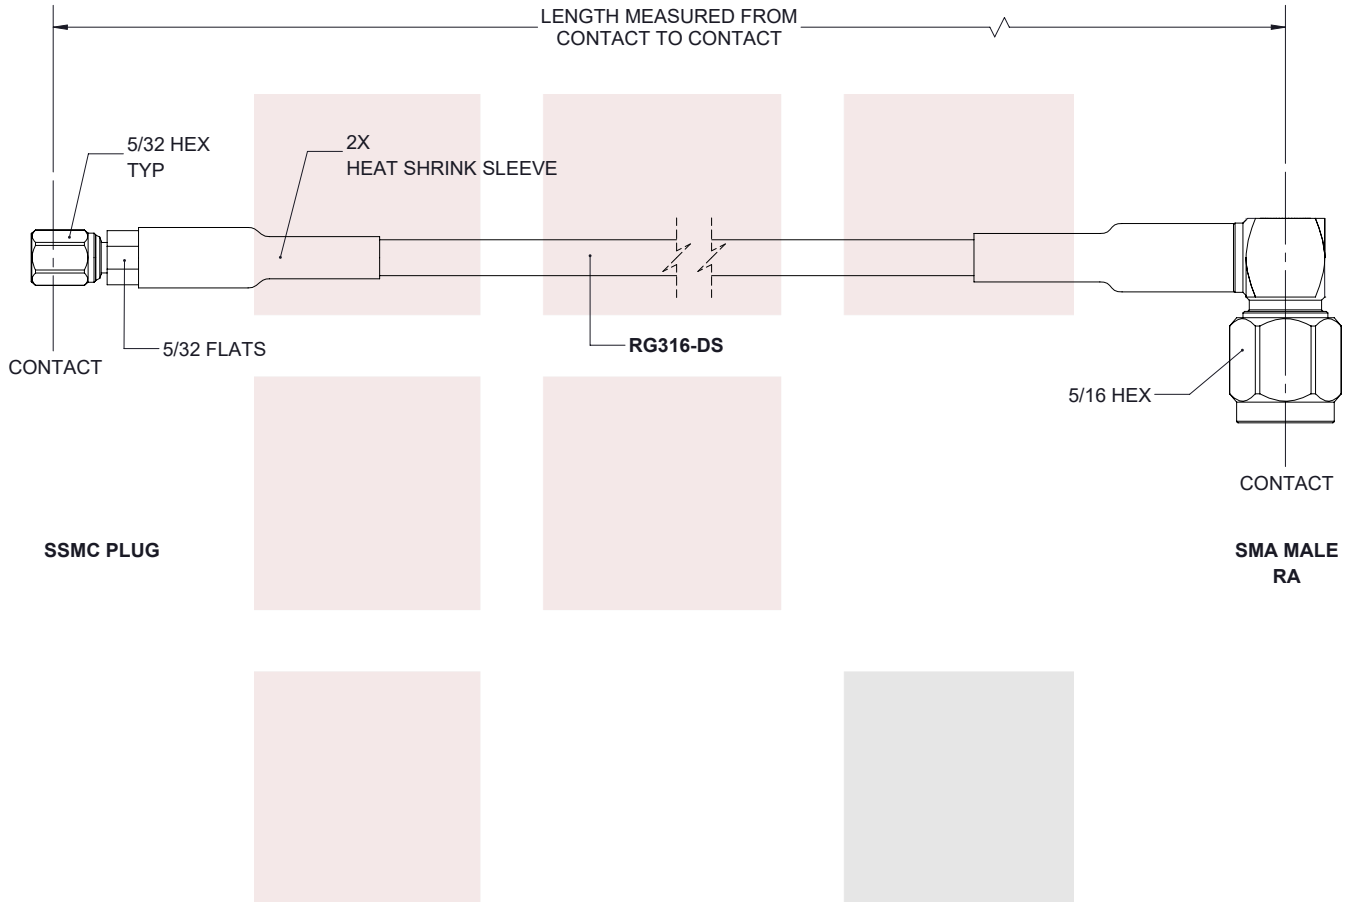 LENGTH MEASURED FROM
CONTACT TO CONTACT
5/32 HEX
TYP
2X
HEAT SHRINK SLEEVE
5/32 FLATS
CONTACT
RG316-DS
5/16 HEX
CONTACT
SSMC PLUG
SMA MALE
RA